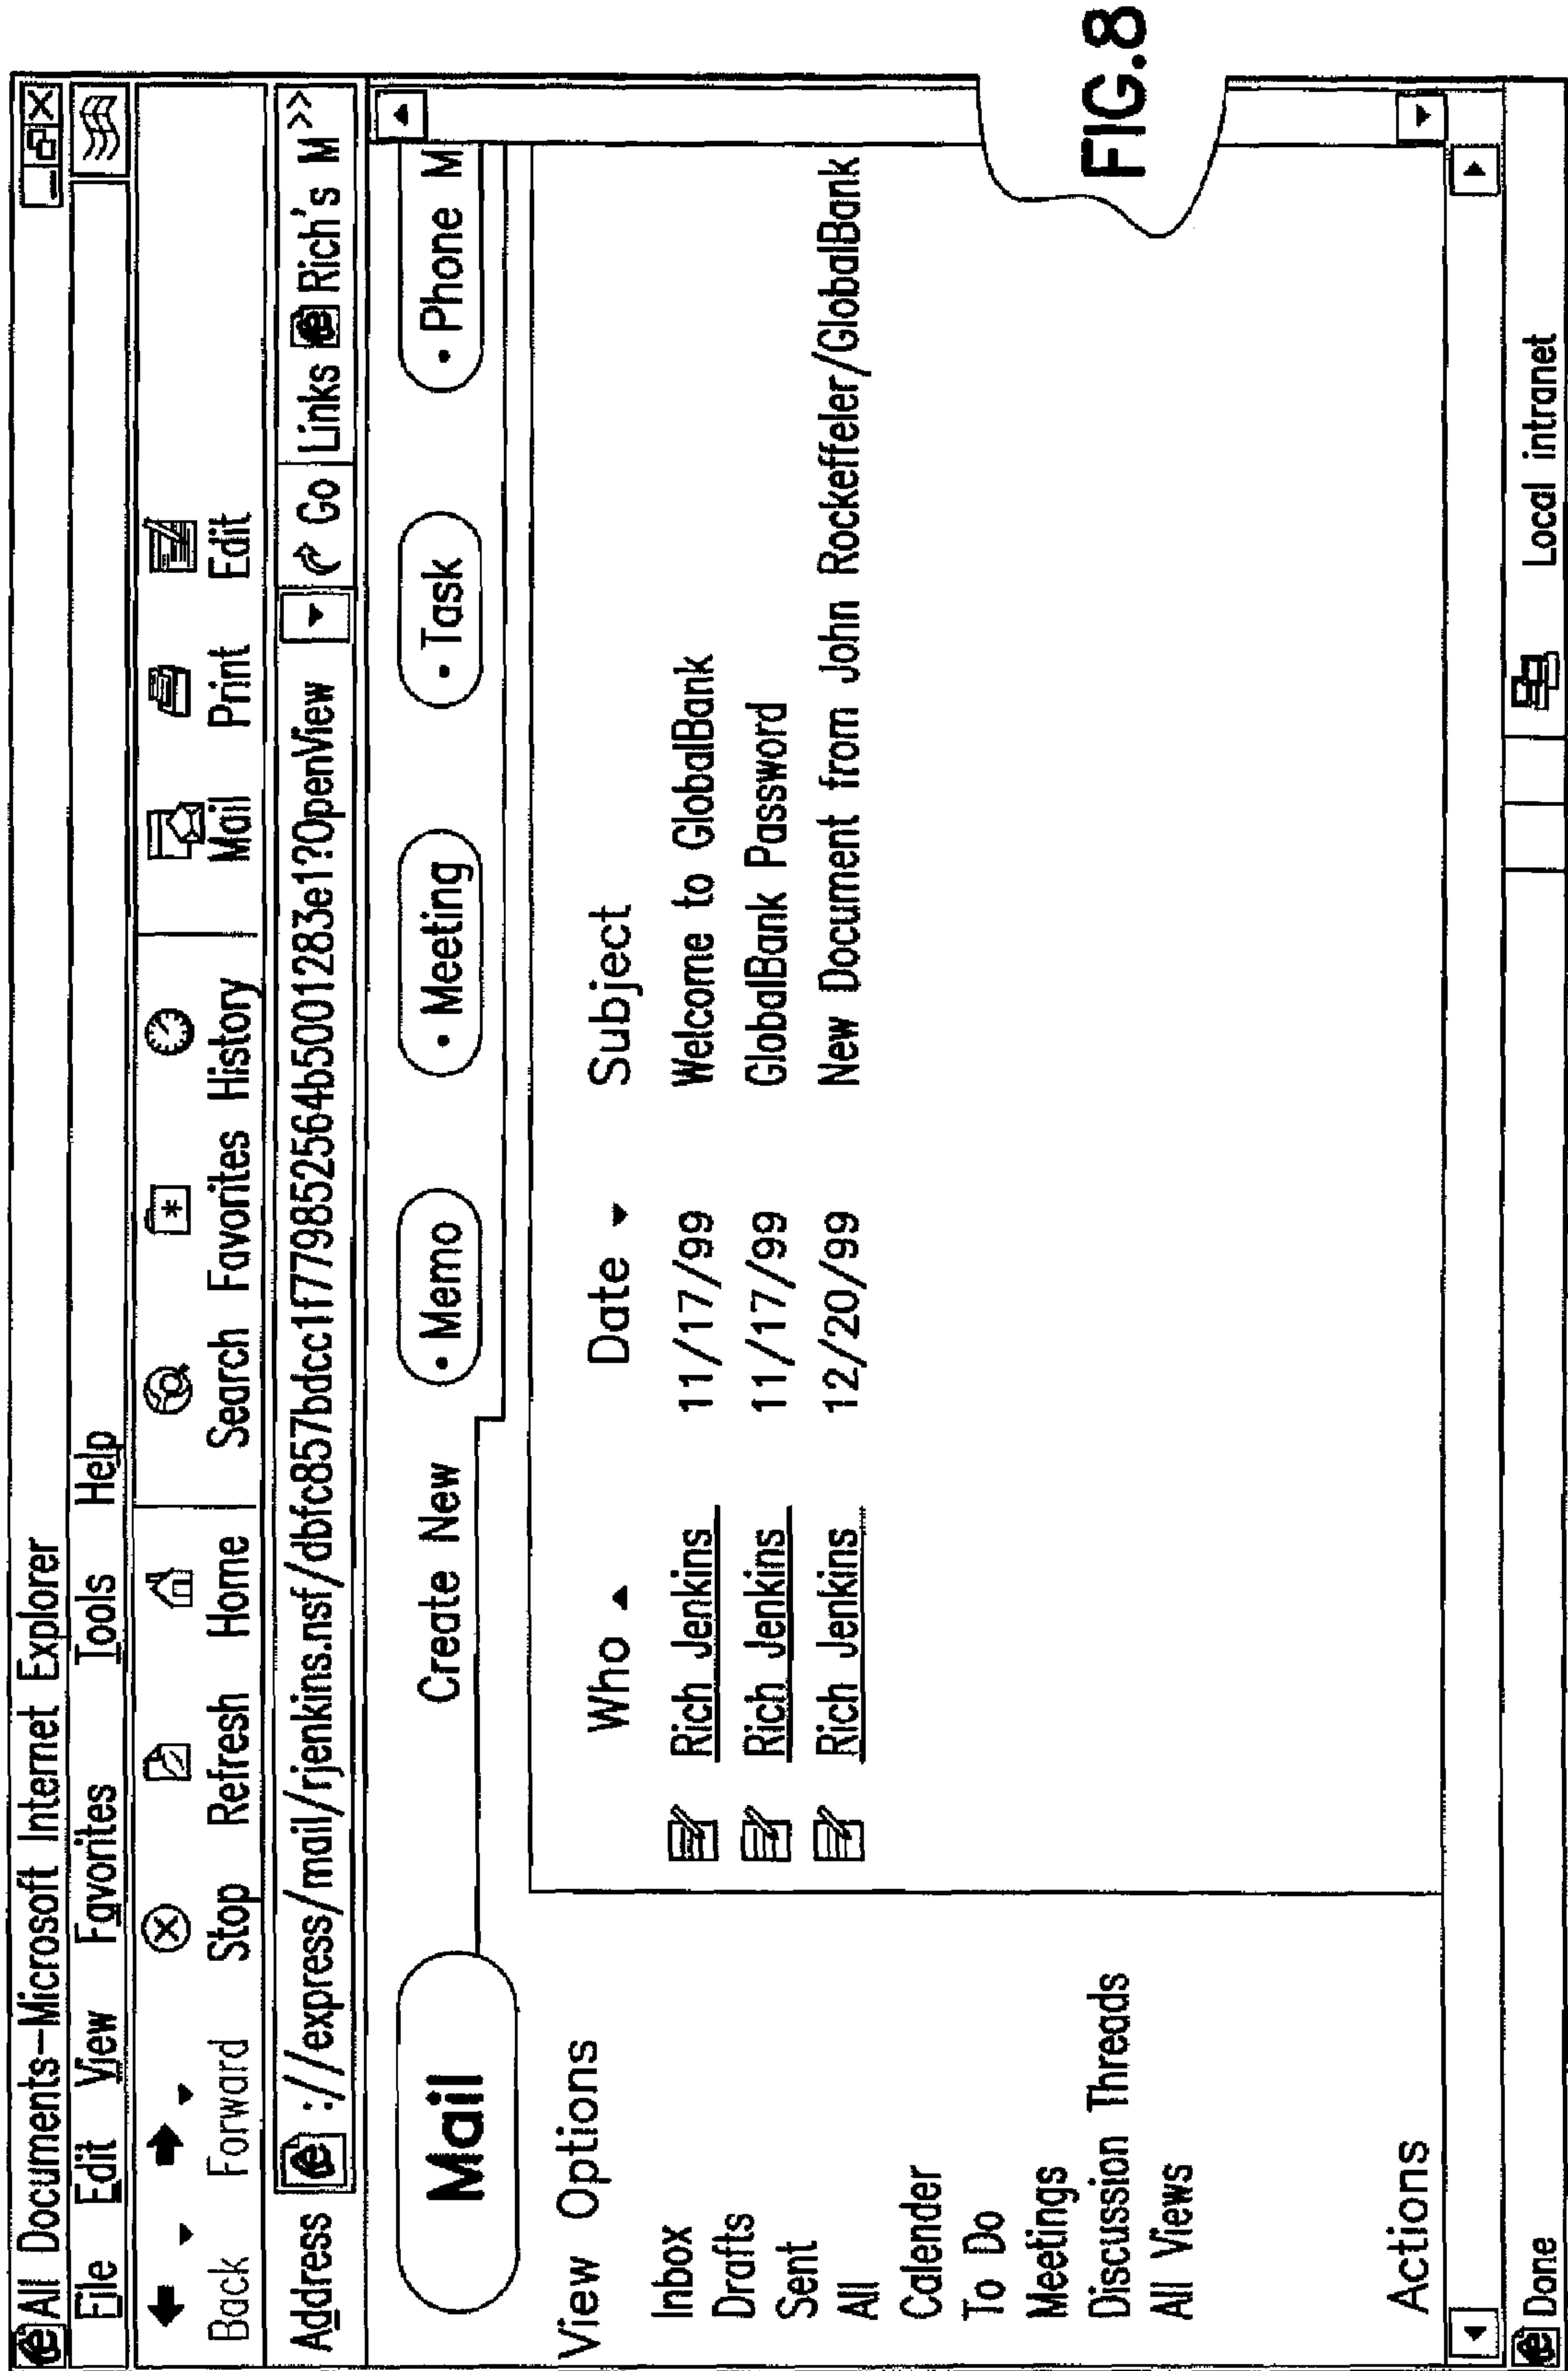 All Documents-Microsoft Internet Explorer
File Edit View Favorites Tools Help
Back Forward Stop Refresh Home Search Favorites History Mail Print Edit
Address ://express/mail/rjenkins.nsf/dbfc857bdcc1f779852564b5001283e1?OpenView Go Links Rich's M >>
Mail Create New • Memo • Meeting • Task • Phone M
View Options
Who Date Subject
Inbox Rich Jenkins 11/17/99 Welcome to GlobalBank
Drafts
Sent Rich Jenkins 11/17/99 GlobalBank Password
All Rich Jenkins 12/20/99 New Document from John Rockeffeler/GlobalBank
Calender
To Do
Meetings
Discussion Threads
All Views
Actions
Done Local intranet
FIG.8